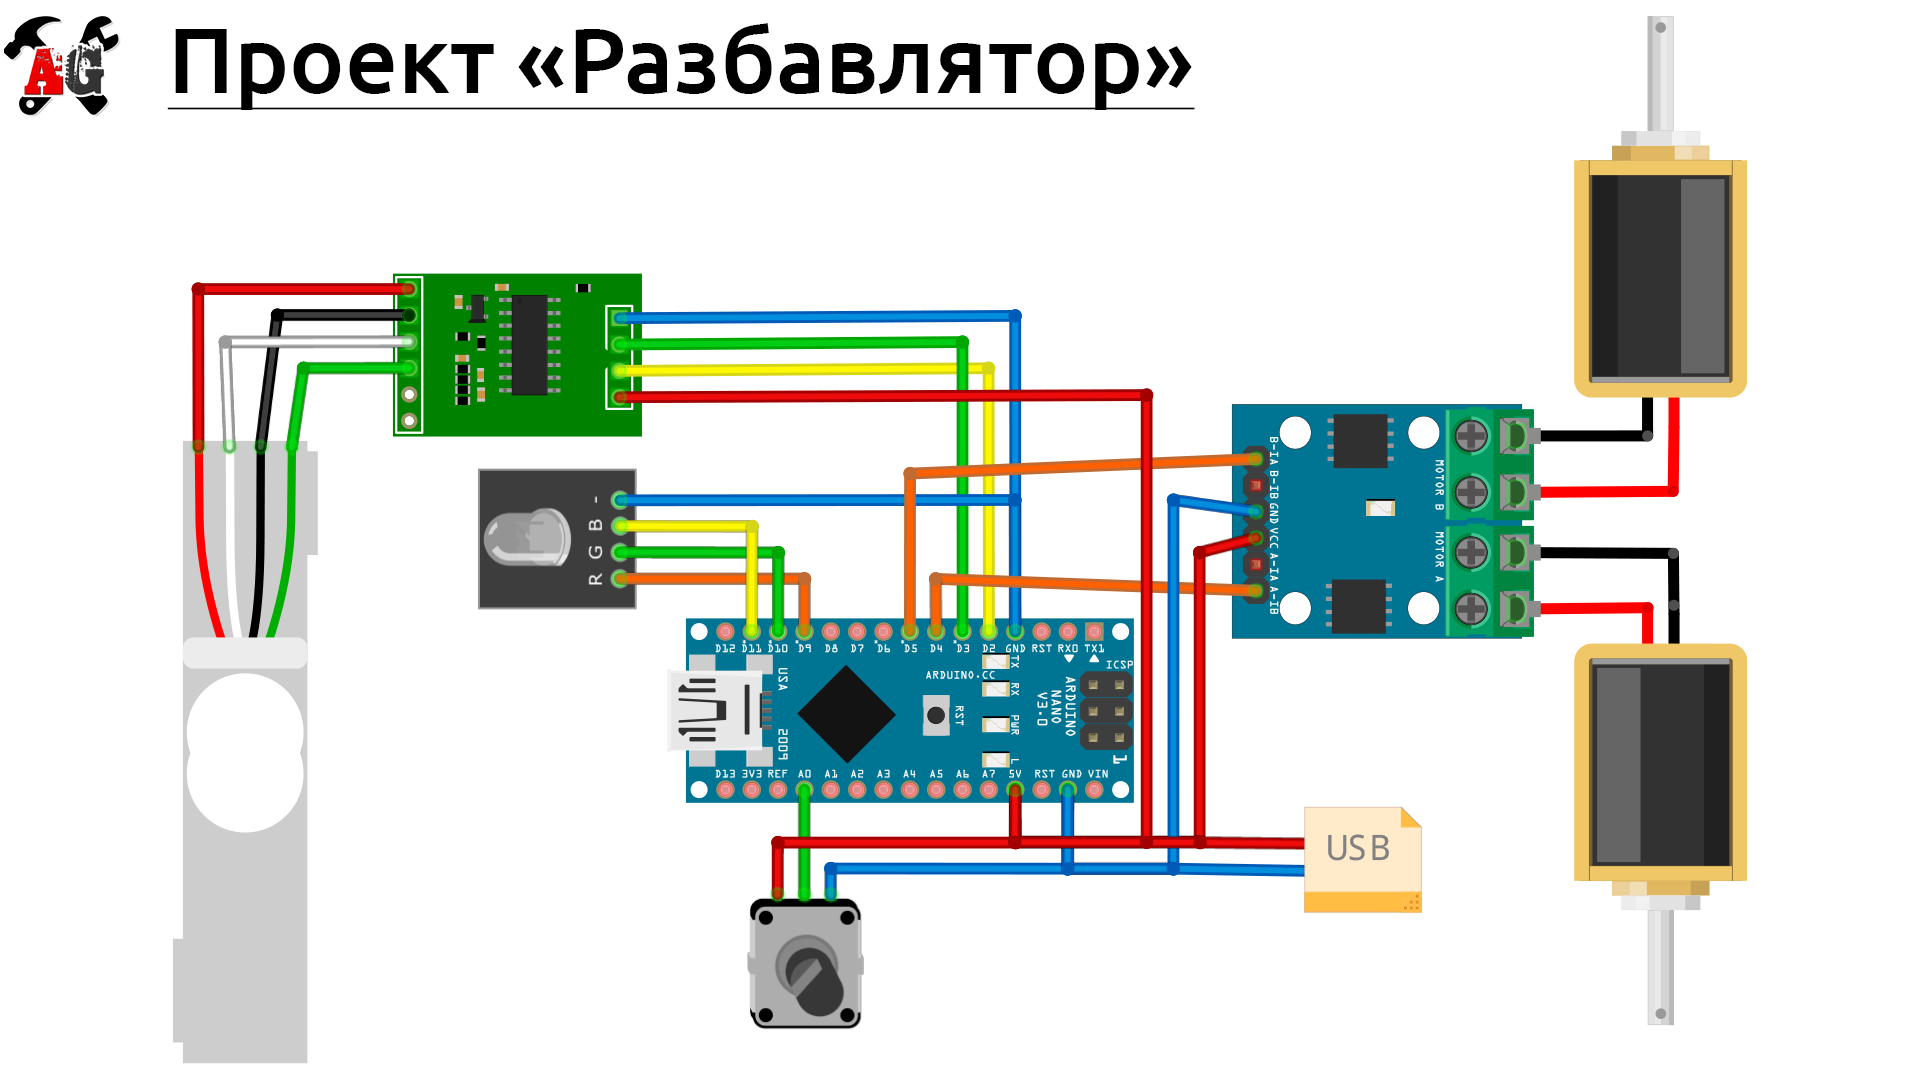 AG
Проект «Разбавлятор»
-
B
G
R
B-IA
B-IB
GND
VCC
A-IA
A-IB
MOTOR B
MOTOR A
D12 D11 D10 D9 D8 D7 D6 D5 D4 D3 D2 GND RST RX0 TX1
USA
ARDUINO.CC
TX
RX
PWR
L
RST
ICSP
ARDUINO
NANO
V3.0
1
D13 3V3 REF A0 A1 A2 A3 A4 A5 A6 A7 5V RST GND VIN
USB